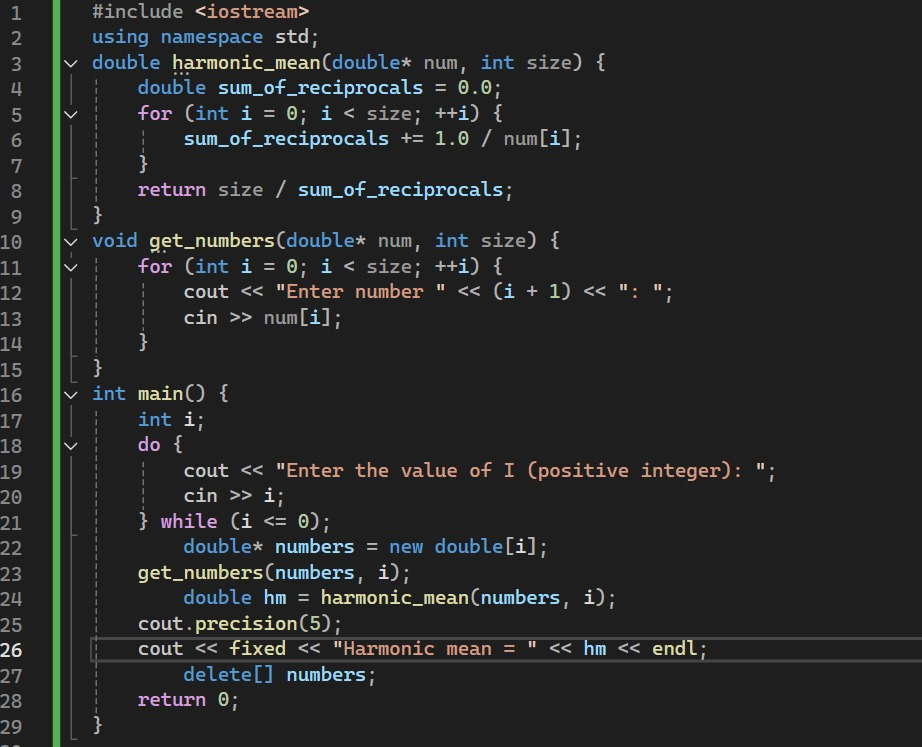 1 #include <iostream>
2 using namespace std;
3 double harmonic_mean(double* num, int size) {
4     double sum_of_reciprocals = 0.0;
5     for (int i = 0; i < size; ++i) {
6         sum_of_reciprocals += 1.0 / num[i];
7     }
8     return size / sum_of_reciprocals;
9 }
10 void get_numbers(double* num, int size) {
11     for (int i = 0; i < size; ++i) {
12         cout << "Enter number " << (i + 1) << ": ";
13         cin >> num[i];
14     }
15 }
16 int main() {
17     int i;
18     do {
19         cout << "Enter the value of I (positive integer): ";
20         cin >> i;
21     } while (i <= 0);
22         double* numbers = new double[i];
23     get_numbers(numbers, i);
24         double hm = harmonic_mean(numbers, i);
25     cout.precision(5);
26     cout << fixed << "Harmonic mean = " << hm << endl;
27         delete[] numbers;
28     return 0;
29 }